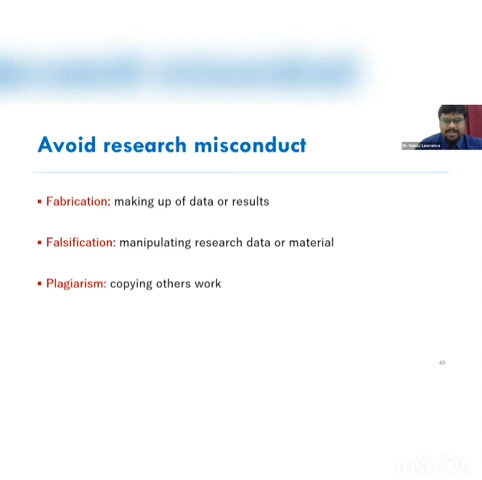 Avoid research misconduct
▪ Fabrication: making up of data or results
▪ Falsification: manipulating research data or material
▪ Plagiarism: copying others work
InShOt